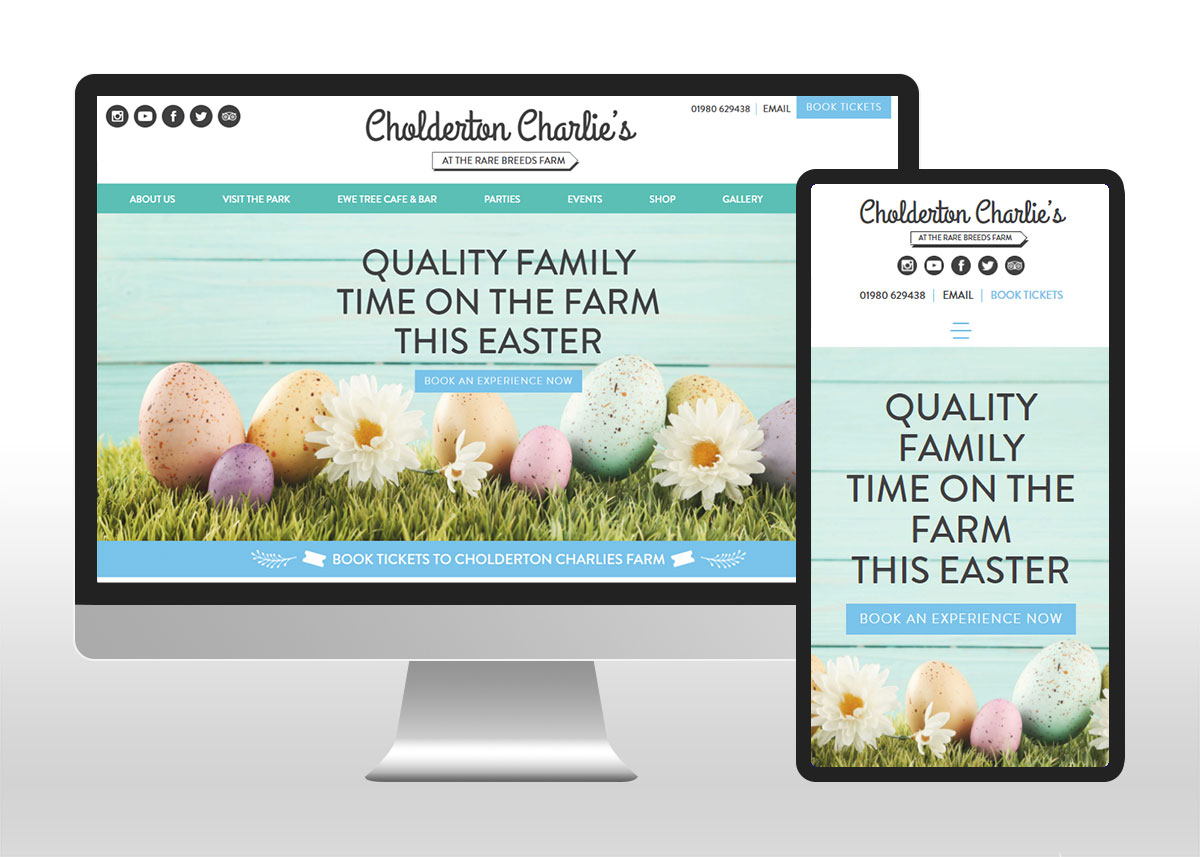 Cholderton Charlie's
AT THE RARE BREEDS FARM
01980 629438 | EMAIL BOOK TICKETS
ABOUT US VISIT THE PARK EWE TREE CAFE & BAR PARTIES EVENTS SHOP GALLERY
QUALITY FAMILY
TIME ON THE FARM
THIS EASTER
BOOK AN EXPERIENCE NOW
BOOK TICKETS TO CHOLDERTON CHARLIES FARM
Cholderton Charlie's
AT THE RARE BREEDS FARM
01980 629438 | EMAIL | BOOK TICKETS
QUALITY
FAMILY
TIME ON THE
FARM
THIS EASTER
BOOK AN EXPERIENCE NOW